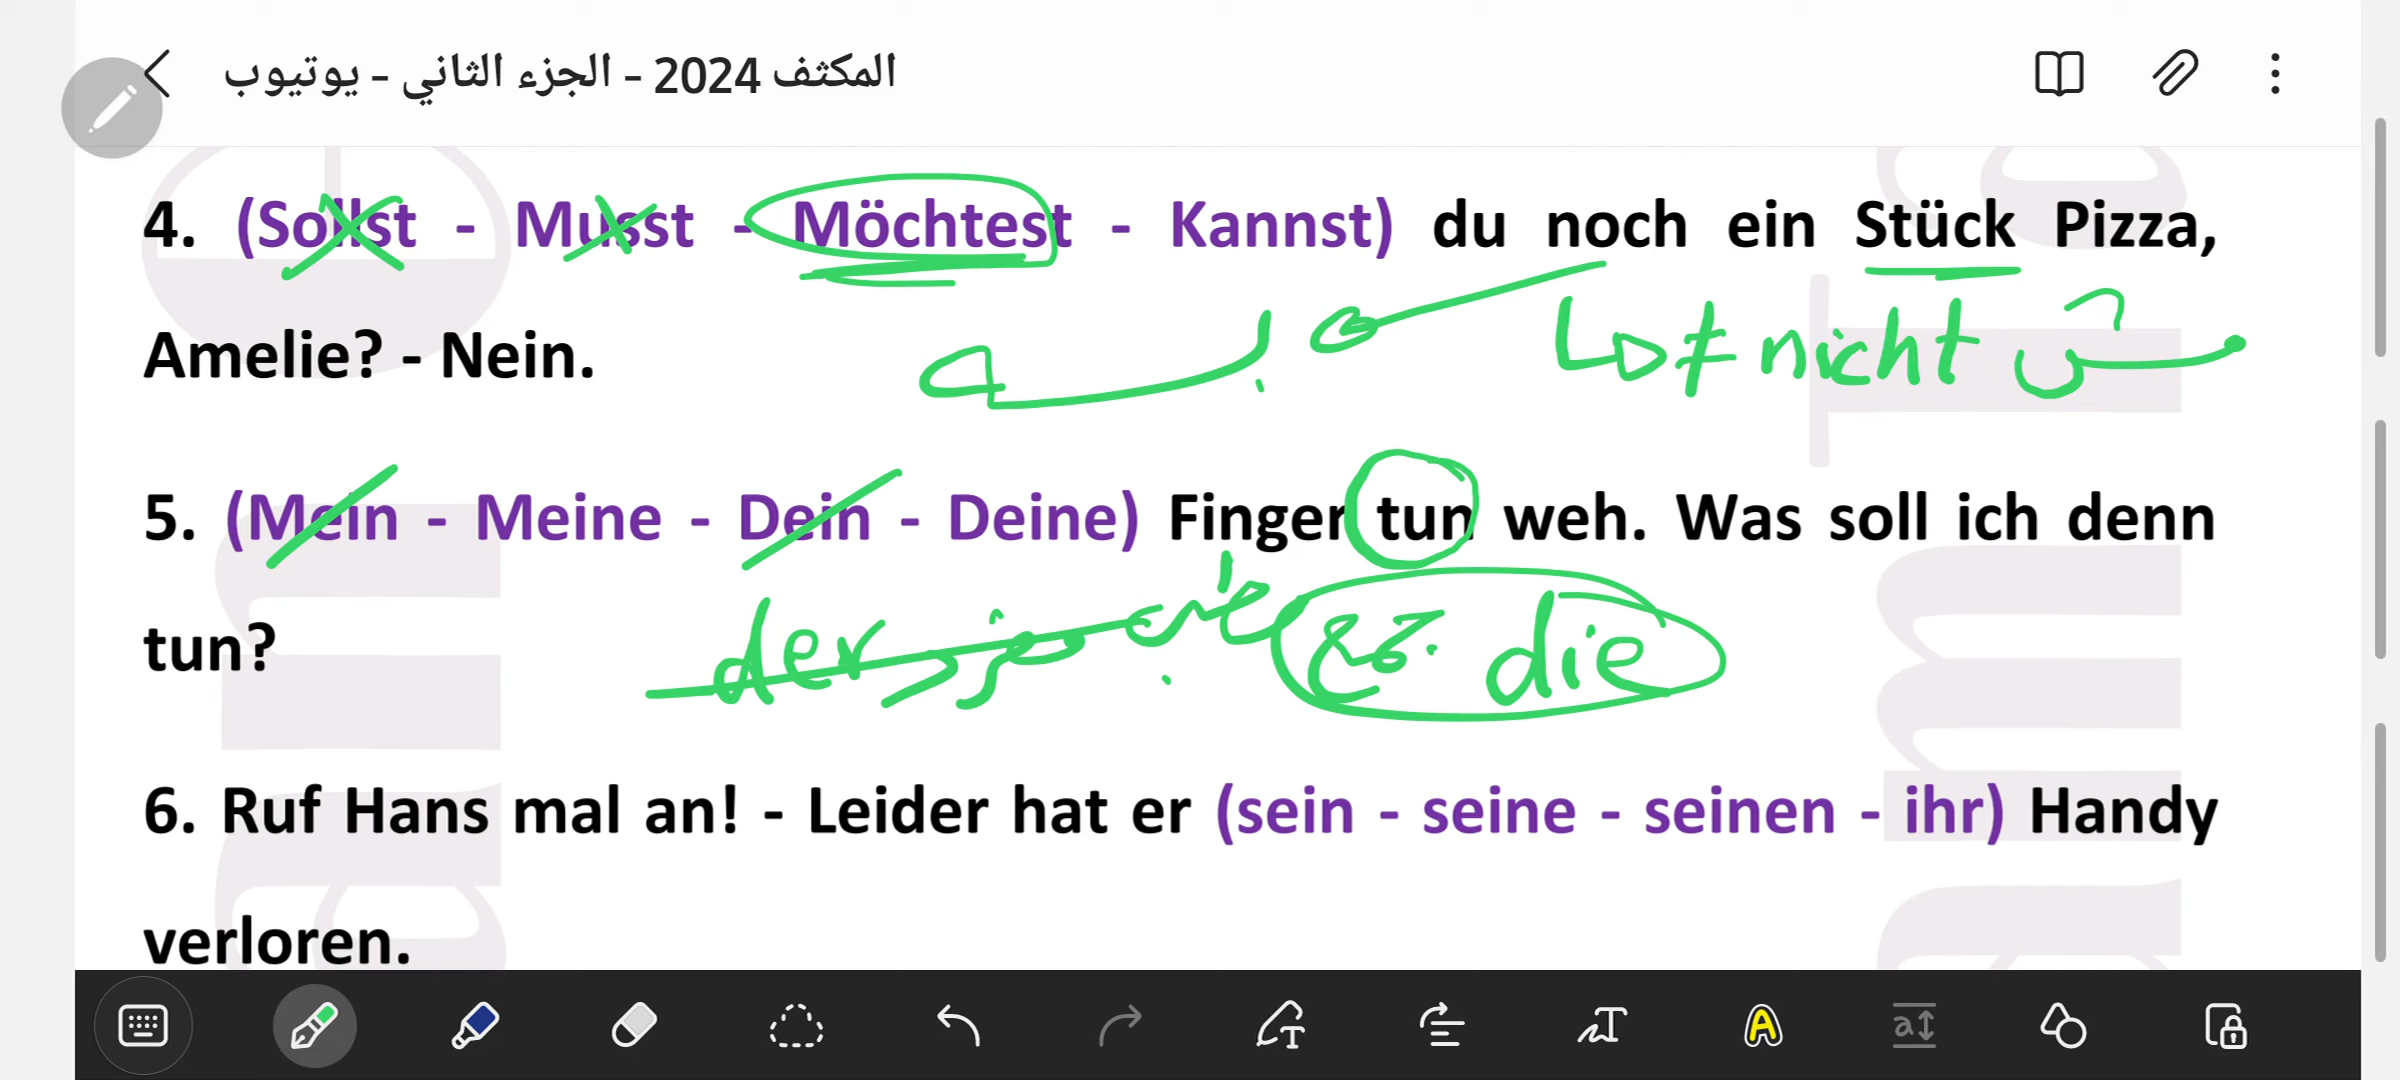 المكثف 2024 - الجزء الثاني - يوتيوب
4. (Sollst - Musst - Möchtest - Kannst) du noch ein Stück Pizza,
Amelie? - Nein.
nicht
5. (Mein - Meine - Dein - Deine) Finger tun weh. Was soll ich denn
tun?
der
die
6. Ruf Hans mal an! - Leider hat er (sein - seine - seinen - ihr) Handy
verloren.